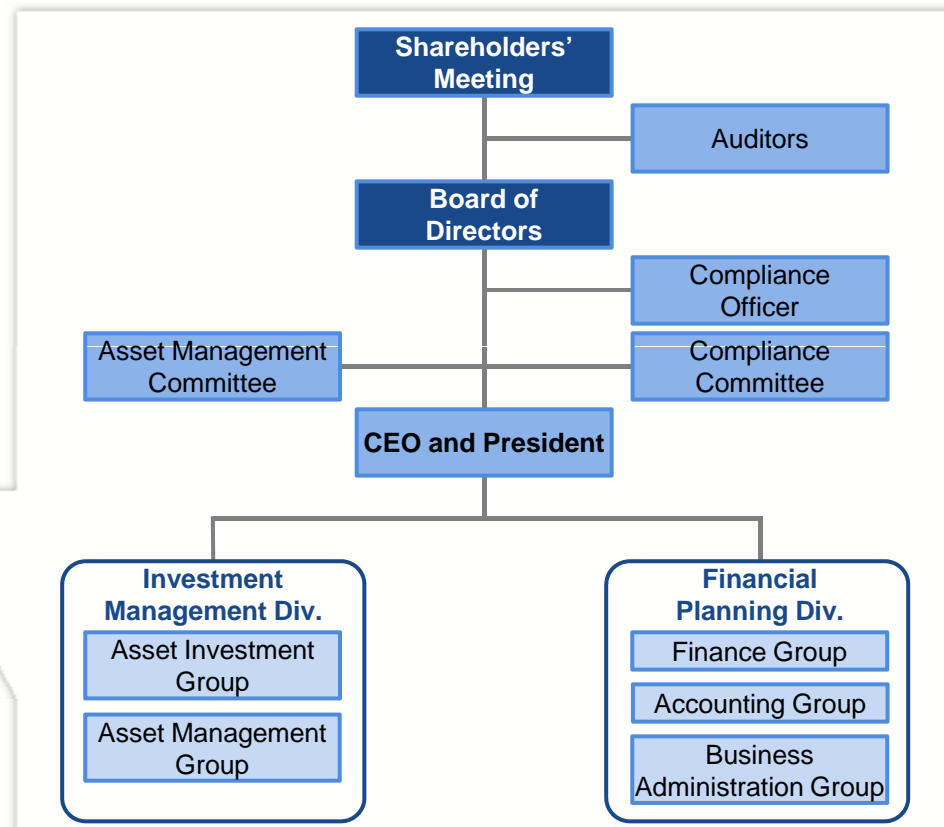 Shareholders’
Meeting
Auditors
Board of
Directors
Compliance
Officer
Asset Management
Committee
Compliance
Committee
CEO and President
Investment
Management Div.
Asset Investment
Group
Asset Management
Group
Financial
Planning Div.
Finance Group
Accounting Group
Business
Administration Group